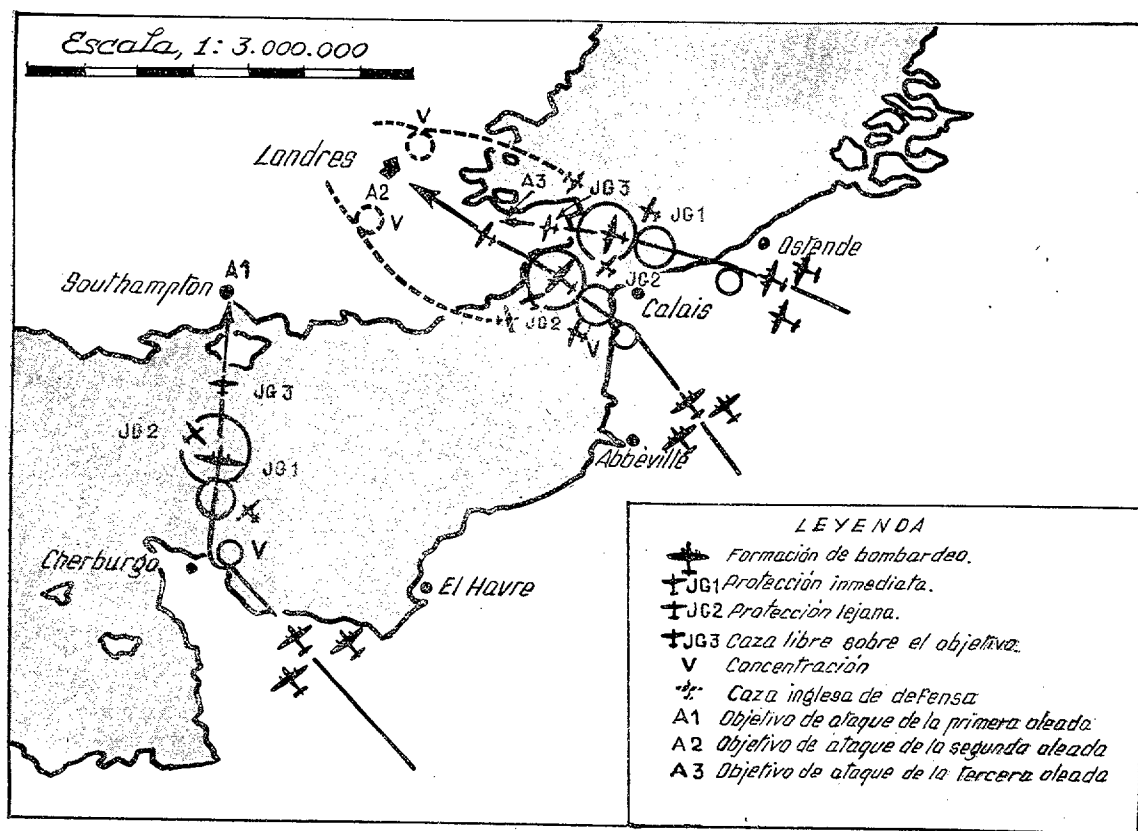 Escala, 1: 3.000.000
V
Londres
A2
V
A3
JG3
JG1
Ostende
JG2
Calais
JG2
V
A1
Southampton
JG3
JG2
JG1
Abbéville
V
Cherburgo
El Havre
LEYENDA
Formación de bombardeo.
JG1 Protección inmediata.
JG2 Protección lejana.
JG3 Caza libre sobre el objetivo.
V Concentración
Caza inglesa de defensa
A1 Objetivo de ataque de la primera oleada
A2 Objetivo de ataque de la segunda oleada
A3 Objetivo de ataque de la tercera oleada